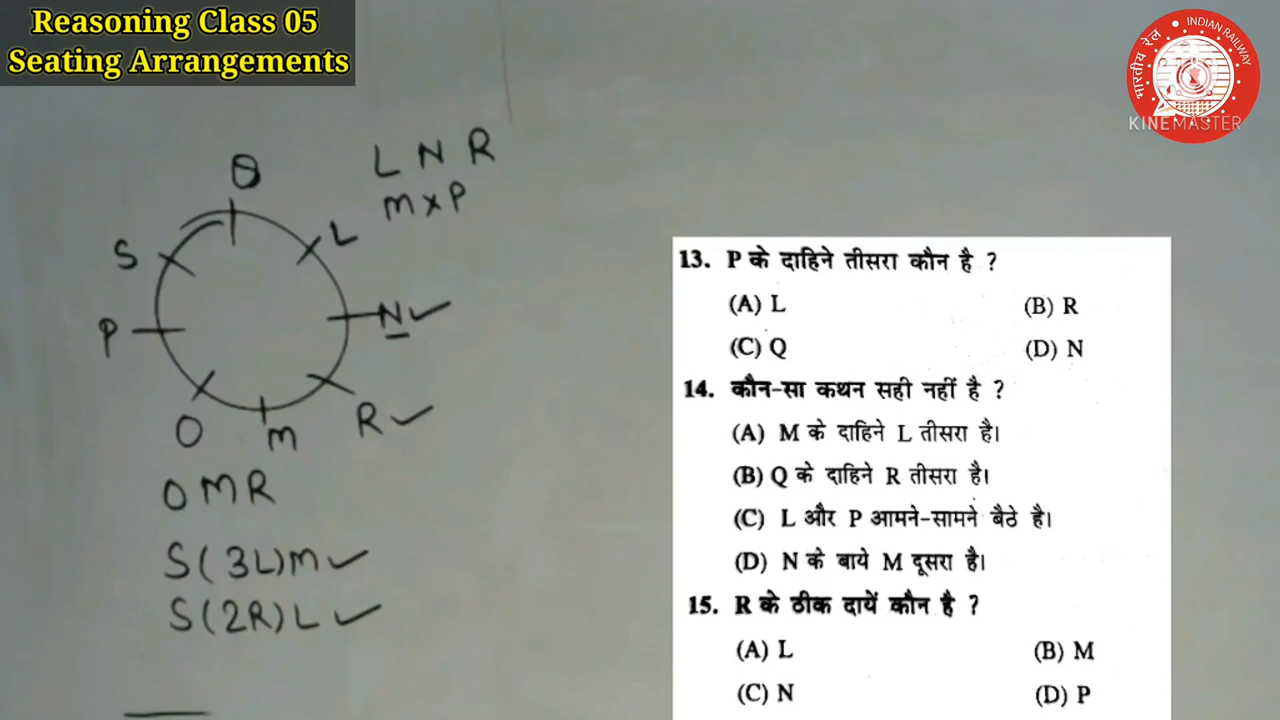 Reasoning Class 05
Seating Arrangements
भारतीय रेल INDIAN RAILWAY
KINEMASTER
Q
L N R
M x P
S
L
P
N ✓
O
M
R ✓
O M R
S ( 3L ) M ✓
S ( 2R ) L ✓
13. P के दाहिने तीसरा कौन है ?
(A) L (B) R
(C) Q (D) N
14. कौन-सा कथन सही नहीं है ?
(A) M के दाहिने L तीसरा है।
(B) Q के दाहिने R तीसरा है।
(C) L और P आमने-सामने बैठे है।
(D) N के बाये M दूसरा है।
15. R के ठीक दायें कौन है ?
(A) L (B) M
(C) N (D) P